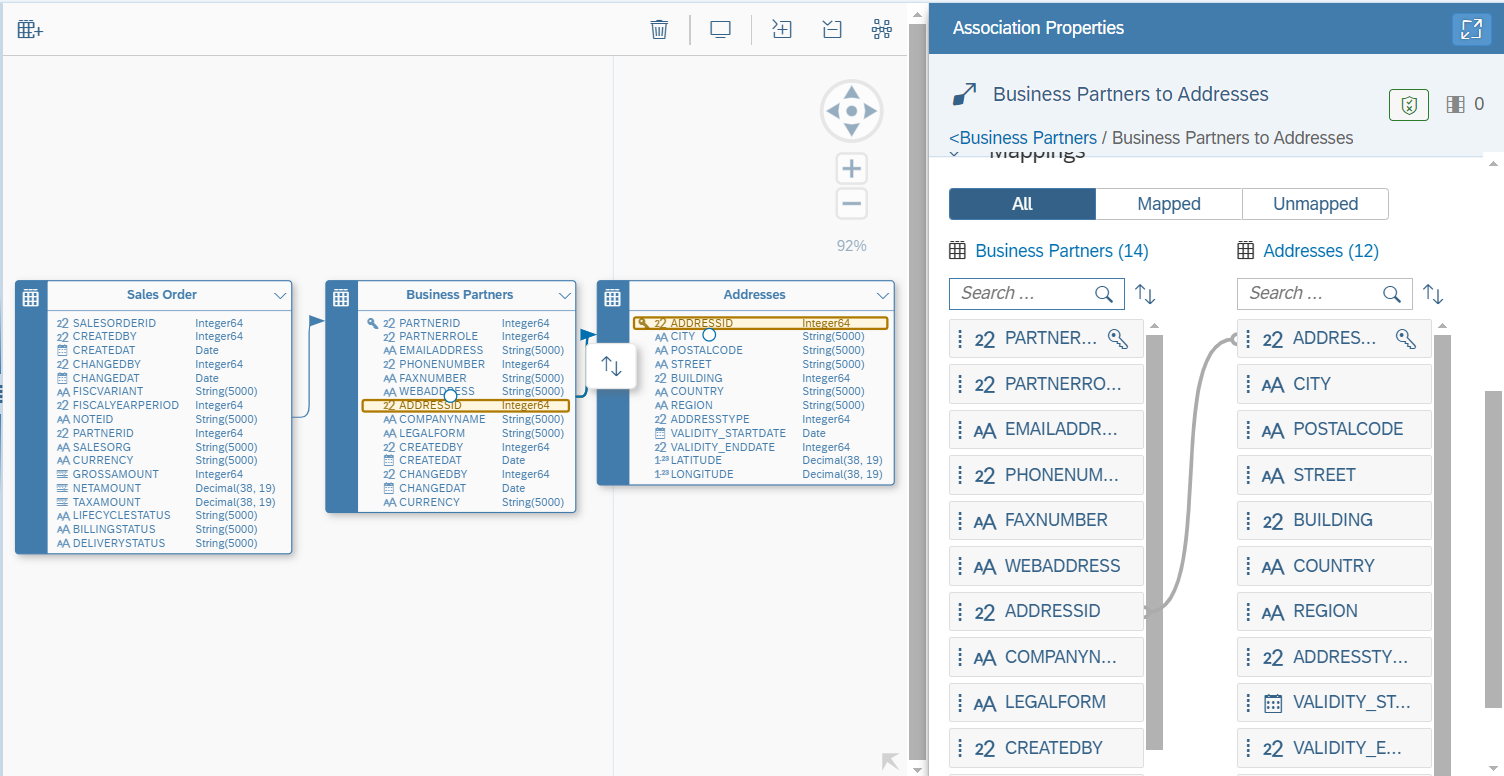 Association Properties
Business Partners to Addresses
0
<Business Partners / Business Partners to Addresses
Mappings
All Mapped Unmapped
Business Partners (14) Addresses (12)
Search ... Search ...
PARTNER... ADDRES...
PARTNERRO... CITY
EMAILADDR... POSTALCODE
PHONENUM... STREET
FAXNUMBER BUILDING
WEBADDRESS COUNTRY
ADDRESSID REGION
COMPANYN... ADDRESSTY...
LEGALFORM VALIDITY_ST...
CREATEDBY VALIDITY_E...
92%
Sales Order
SALESORDERID Integer64
CREATEDBY Integer64
CREATEDAT Date
CHANGEDBY Integer64
CHANGEDAT Date
FISCVARIANT String(5000)
FISCALYEARPERIOD Integer64
NOTEID String(5000)
PARTNERID Integer64
SALESORG String(5000)
CURRENCY String(5000)
GROSSAMOUNT Integer64
NETAMOUNT Decimal(38, 19)
TAXAMOUNT Decimal(38, 19)
LIFECYCLESTATUS String(5000)
BILLINGSTATUS String(5000)
DELIVERYSTATUS String(5000)
Business Partners
PARTNERID Integer64
PARTNERROLE Integer64
EMAILADDRESS String(5000)
PHONENUMBER Integer64
FAXNUMBER String(5000)
WEBADDRESS String(5000)
ADDRESSID Integer64
COMPANYNAME String(5000)
LEGALFORM String(5000)
CREATEDBY Integer64
CREATEDAT Date
CHANGEDBY Integer64
CHANGEDAT Date
CURRENCY String(5000)
Addresses
ADDRESSID Integer64
CITY String(5000)
POSTALCODE String(5000)
STREET String(5000)
BUILDING Integer64
COUNTRY String(5000)
REGION String(5000)
ADDRESSTYPE Integer64
VALIDITY_STARTDATE Date
VALIDITY_ENDDATE Integer64
LATITUDE Decimal(38, 19)
LONGITUDE Decimal(38, 19)